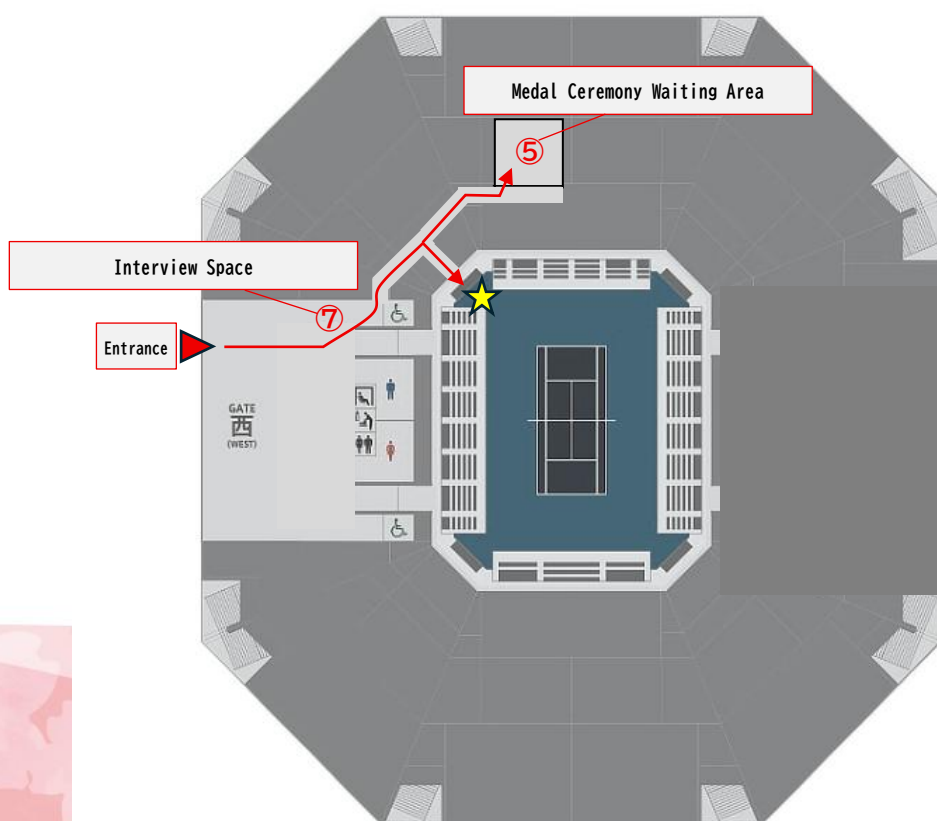 Medal Ceremony Waiting Area
⑤
Interview Space
⑦
Entrance
GATE
西
(WEST)